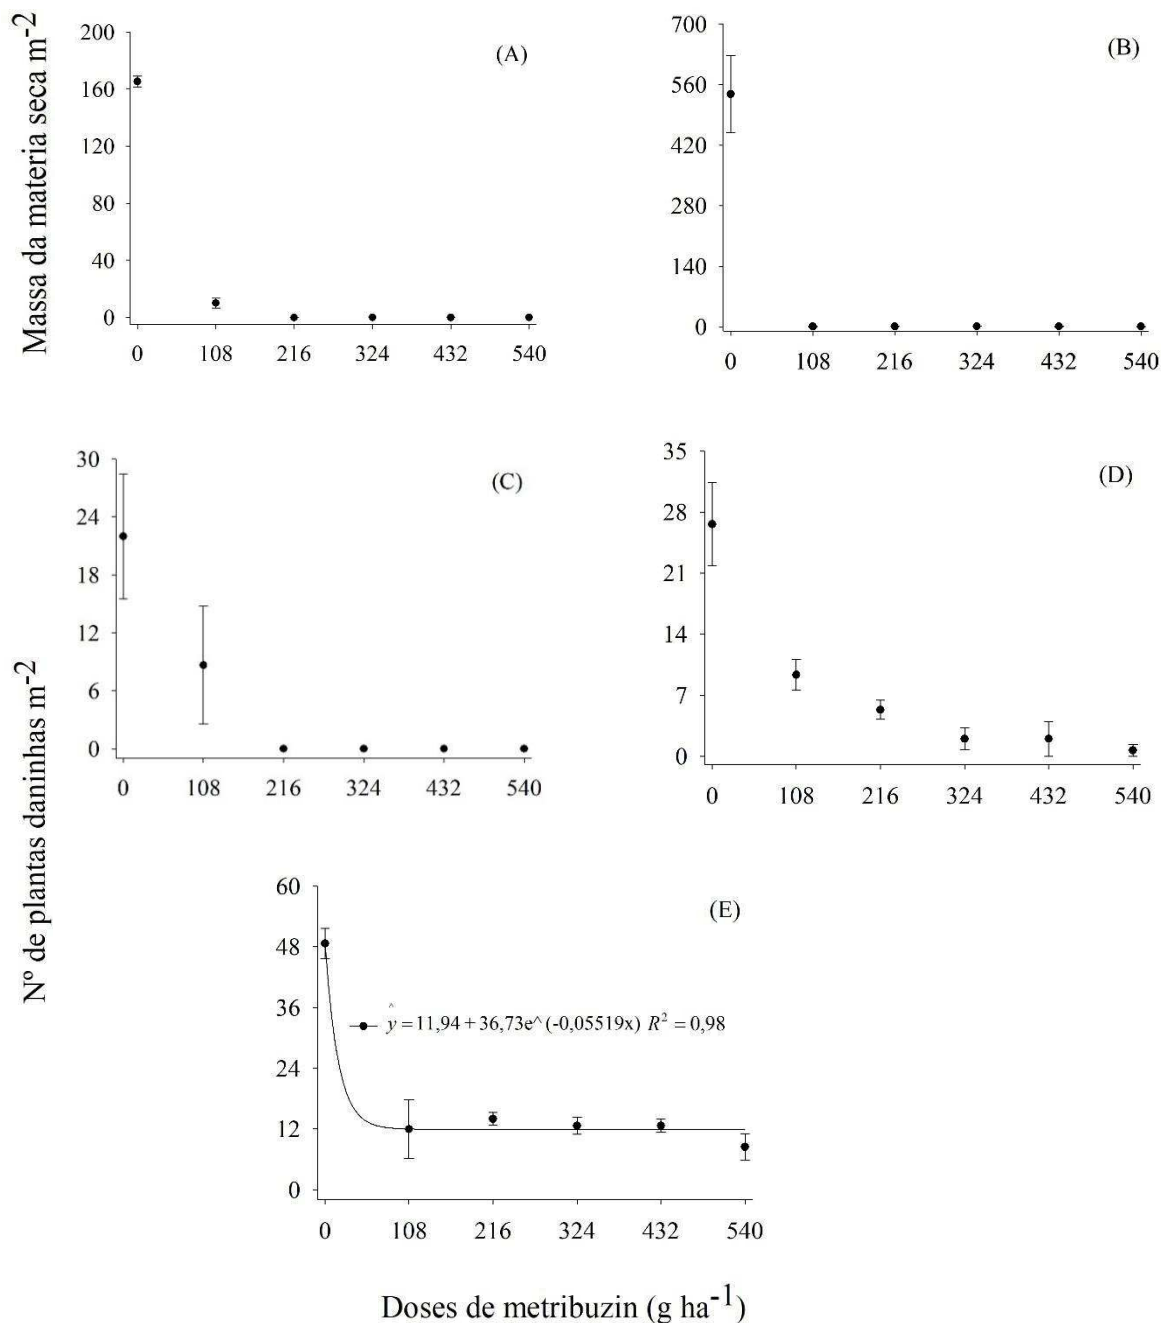 Massa da materia seca m-2
(A)
200
160
120
80
40
0
0 108 216 324 432 540
(B)
700
560
420
280
140
0
0 108 216 324 432 540
Nº de plantas daninhas m-2
(C)
30
24
18
12
6
0
0 108 216 324 432 540
(D)
35
28
21
14
7
0
0 108 216 324 432 540
(E)
60
48
36
24
12
0
ŷ = 11,94 + 36,73e^(-0,05519x) R² = 0,98
0 108 216 324 432 540
Doses de metribuzin (g ha-1)